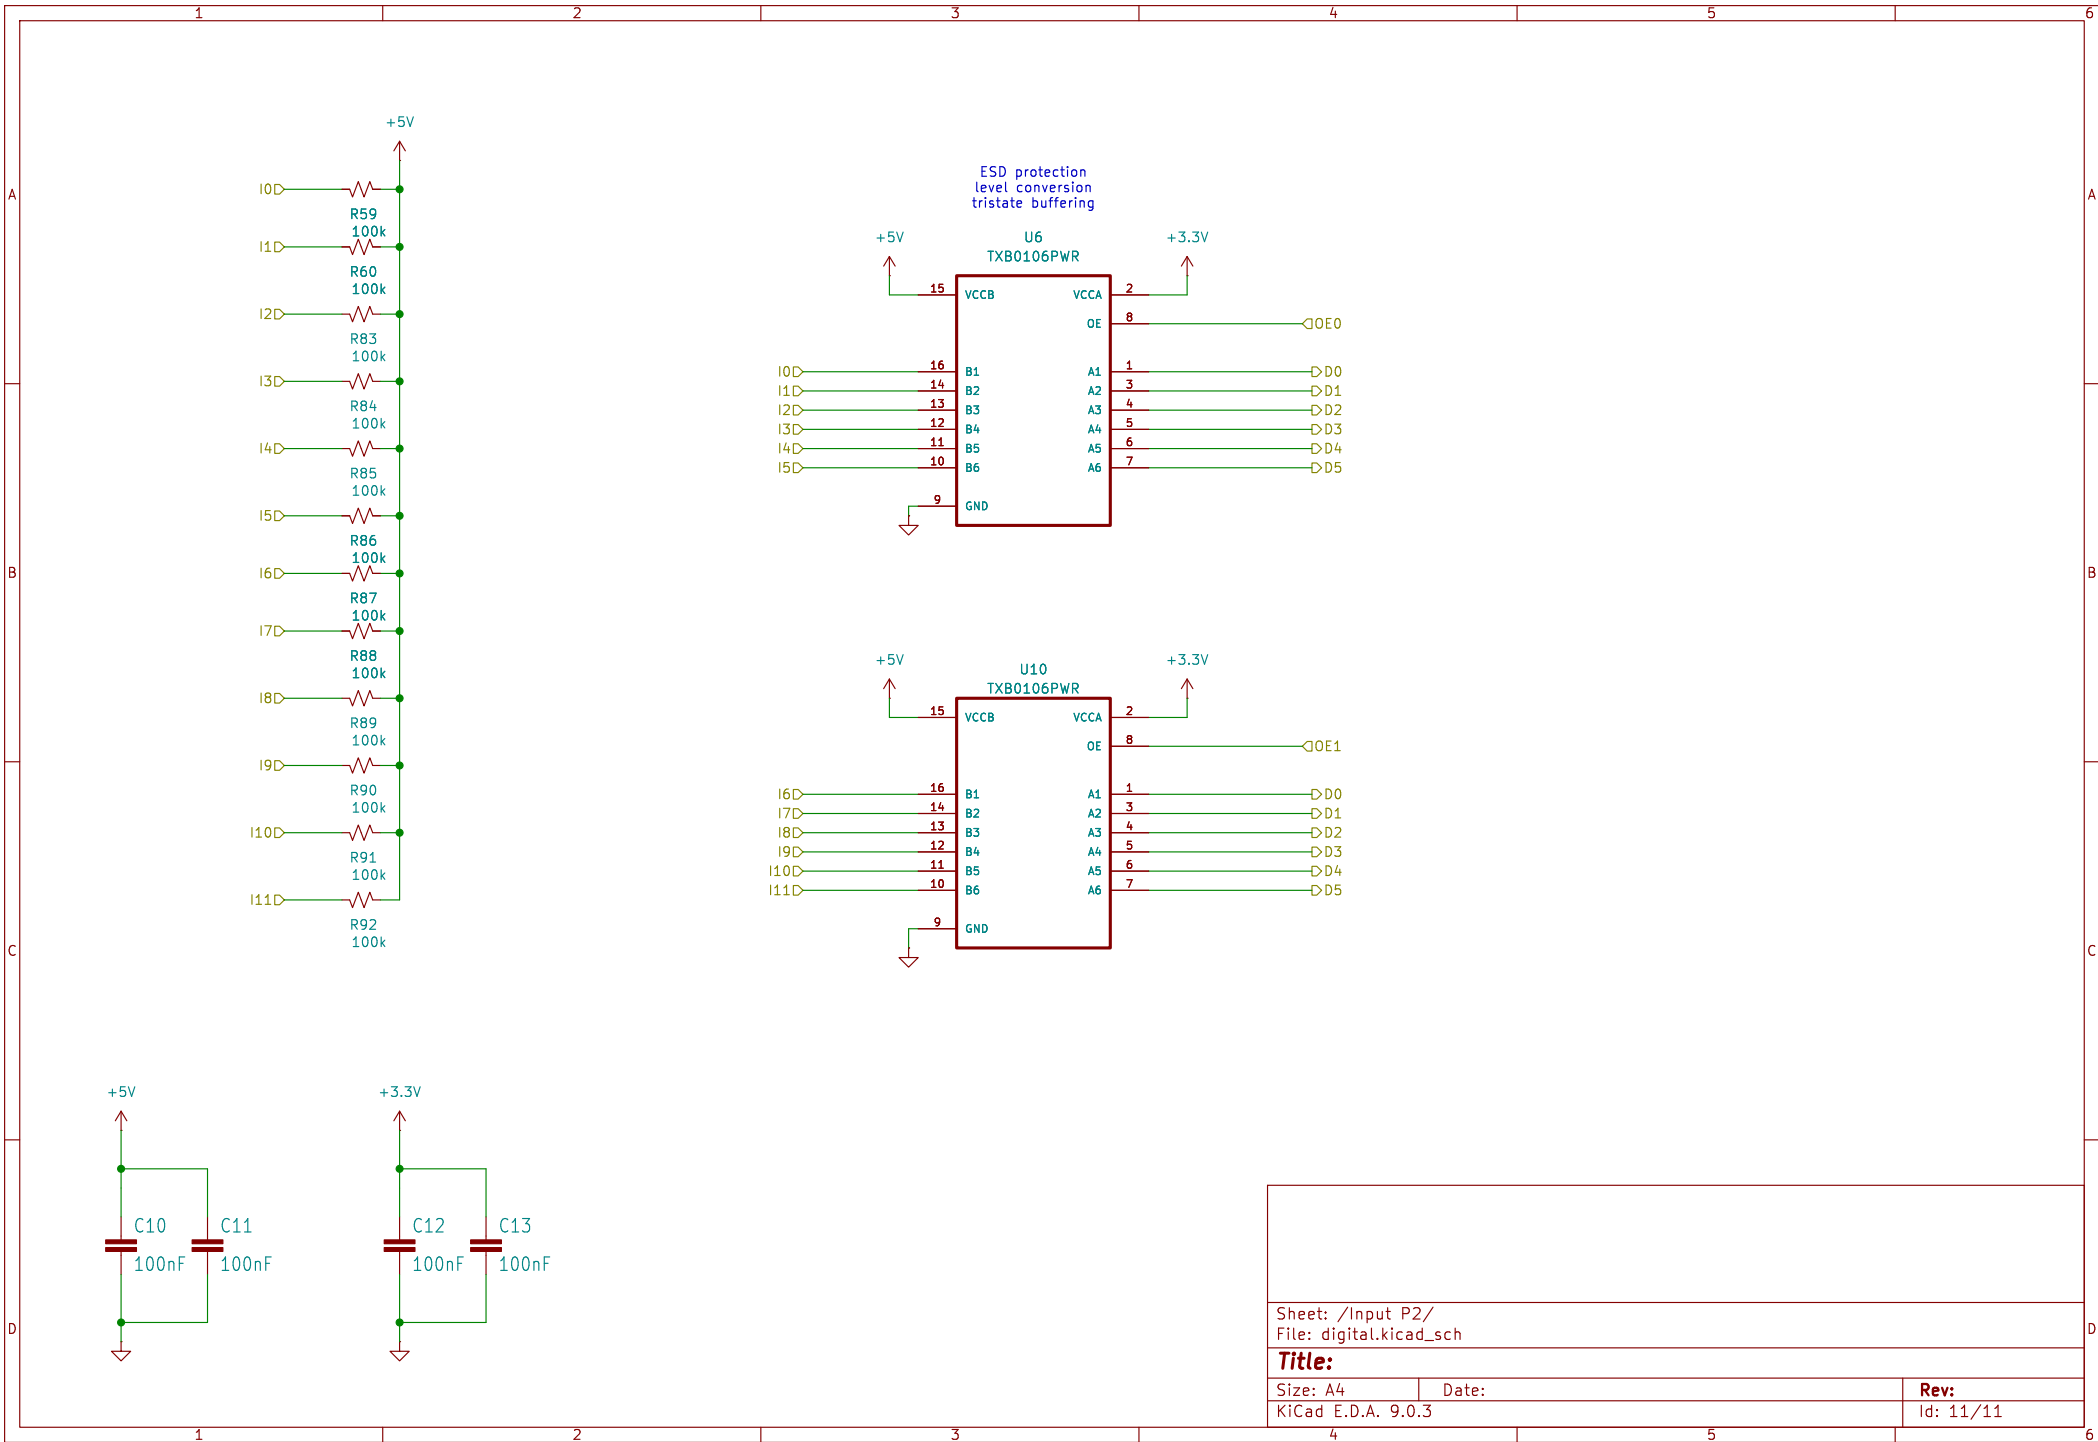 1 2 3 4 5 6
A A
B B
C C
D D
+5V
I0
R59
100k
I1
R60
100k
I2
R83
100k
I3
R84
100k
I4
R85
100k
I5
R86
100k
I6
R87
100k
I7
R88
100k
I8
R89
100k
I9
R90
100k
I10
R91
100k
I11
R92
100k
ESD protection
level conversion
tristate buffering
+5V U6 +3.3V
TXB0106PWR
15 VCCB VCCA 2
OE 8 OE0
I0 16 B1 A1 1 D0
I1 14 B2 A2 3 D1
I2 13 B3 A3 4 D2
I3 12 B4 A4 5 D3
I4 11 B5 A5 6 D4
I5 10 B6 A6 7 D5
9 GND
+5V U10 +3.3V
TXB0106PWR
15 VCCB VCCA 2
OE 8 OE1
I6 16 B1 A1 1 D0
I7 14 B2 A2 3 D1
I8 13 B3 A3 4 D2
I9 12 B4 A4 5 D3
I10 11 B5 A5 6 D4
I11 10 B6 A6 7 D5
9 GND
+5V +3.3V
C10 C11 C12 C13
100nF 100nF 100nF 100nF
Sheet: /Input P2/
File: digital.kicad_sch
Title:
Size: A4 Date: Rev:
KiCad E.D.A. 9.0.3 Id: 11/11
1 2 3 4 5 6